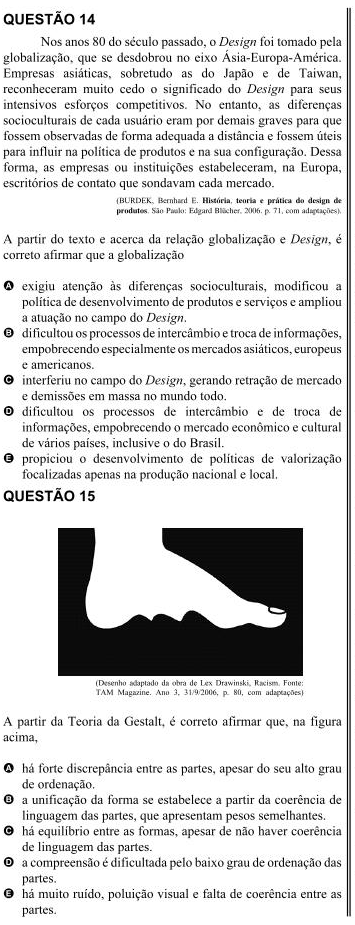 QUESTÃO 14
Nos anos 80 do século passado, o Design foi tomado pela
globalização, que se desdobrou no eixo Ásia-Europa-América.
Empresas asiáticas, sobretudo as do Japão e de Taiwan,
reconheceram muito cedo o significado do Design para seus
intensivos esforços competitivos. No entanto, as diferenças
socioculturais de cada usuário eram por demais graves para que
fossem observadas de forma adequada a distância e fossem úteis
para influir na política de produtos e na sua configuração. Dessa
forma, as empresas ou instituições estabeleceram, na Europa,
escritórios de contato que sondavam cada mercado.
(BURDEK, Bernhard E. História, teoria e prática do design de
produtos. São Paulo: Edgard Blücher, 2006. p. 71, com adaptações).
A partir do texto e acerca da relação globalização e Design, é
correto afirmar que a globalização
A exigiu atenção às diferenças socioculturais, modificou a
política de desenvolvimento de produtos e serviços e ampliou
a atuação no campo do Design.
B dificultou os processos de intercâmbio e troca de informações,
empobrecendo especialmente os mercados asiáticos, europeus
e americanos.
C interferiu no campo do Design, gerando retração de mercado
e demissões em massa no mundo todo.
D dificultou os processos de intercâmbio e de troca de
informações, empobrecendo o mercado econômico e cultural
de vários países, inclusive o do Brasil.
E propiciou o desenvolvimento de políticas de valorização
focalizadas apenas na produção nacional e local.
QUESTÃO 15
(Desenho adaptado da obra de Lex Drawinski, Racism. Fonte:
TAM Magazine. Ano 3, 31/9/2006, p. 80, com adaptações)
A partir da Teoria da Gestalt, é correto afirmar que, na figura
acima,
A há forte discrepância entre as partes, apesar do seu alto grau
de ordenação.
B a unificação da forma se estabelece a partir da coerência de
linguagem das partes, que apresentam pesos semelhantes.
C há equilíbrio entre as formas, apesar de não haver coerência
de linguagem das partes.
D a compreensão é dificultada pelo baixo grau de ordenação das
partes.
E há muito ruído, poluição visual e falta de coerência entre as
partes.